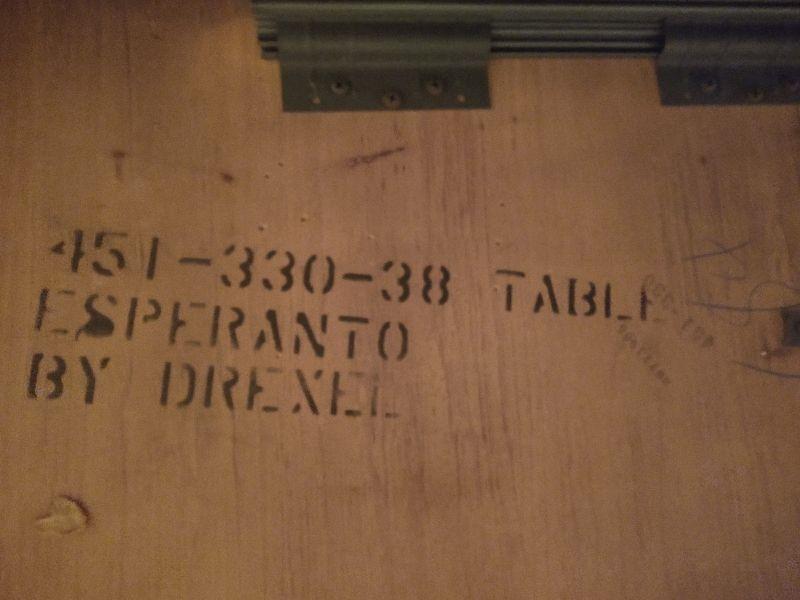 451-330-38 TABLE
ESPERANTO
BY DREXEL